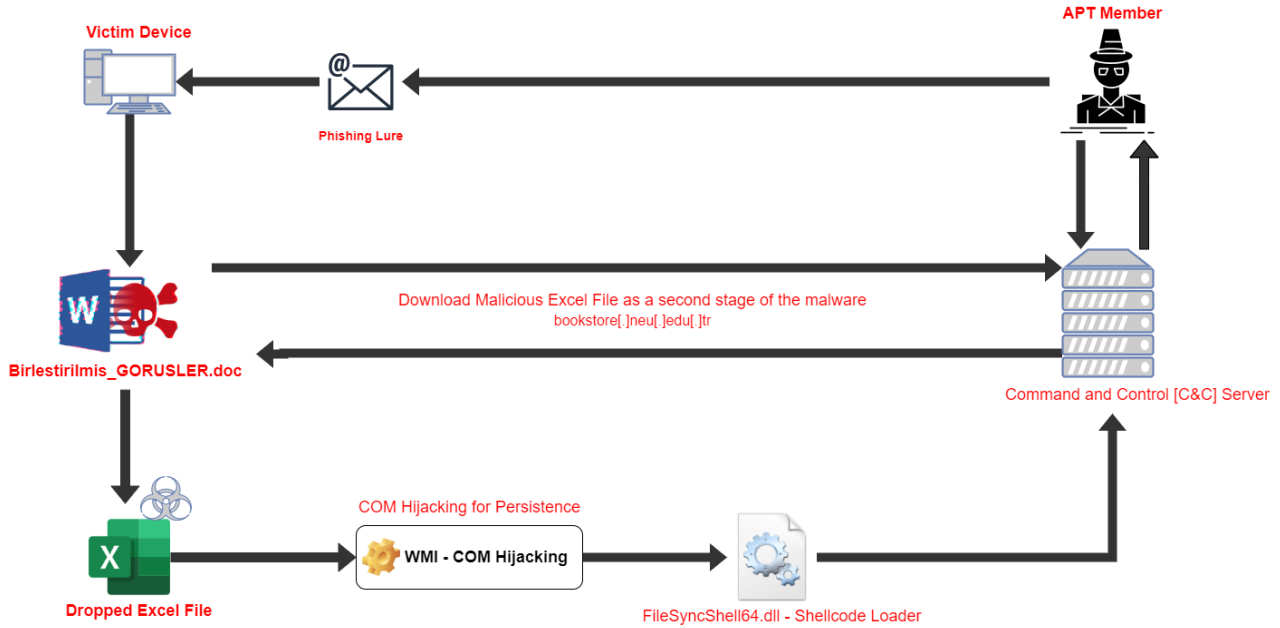 Victim Device
APT Member
@
Phishing Lure
W
Download Malicious Excel File as a second stage of the malware
bookstore[.]neu[.]edu[.]tr
Birlestirilmis_GORUSLER.doc
Command and Control [C&C] Server
COM Hijacking for Persistence
X
WMI - COM Hijacking
Dropped Excel File
FileSyncShell64.dll - Shellcode Loader